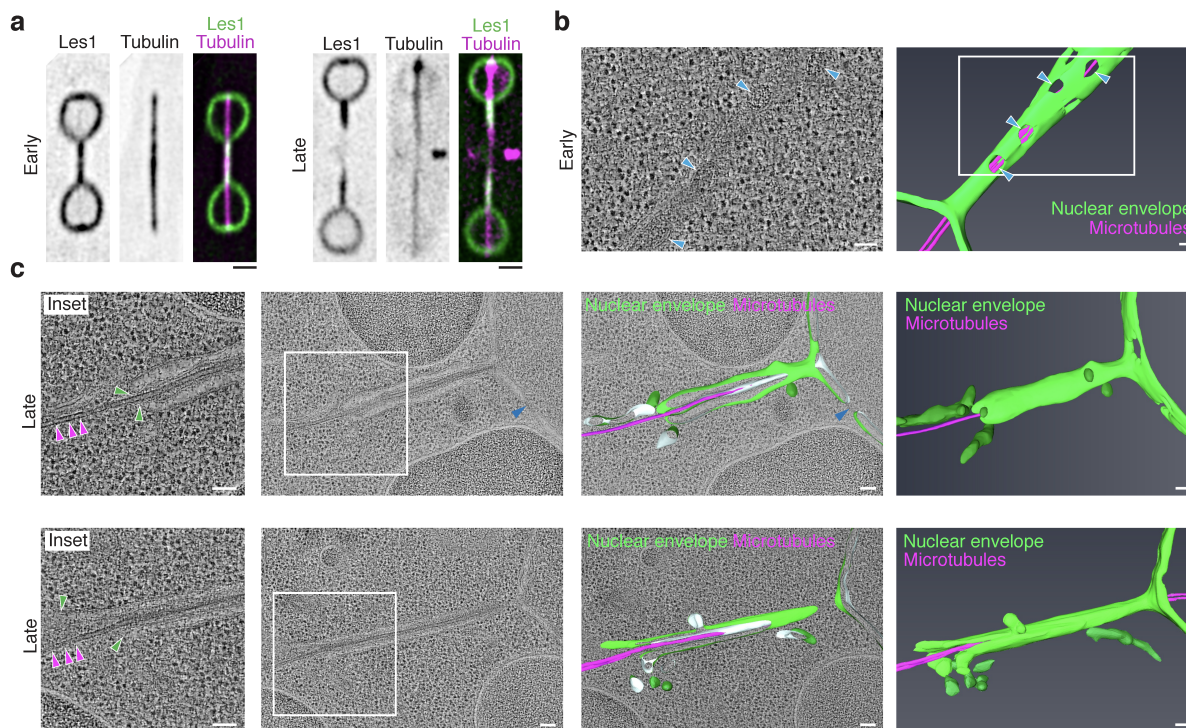 a
Les1
Tubulin
Les1
Tubulin
Early
Les1
Tubulin
Les1
Tubulin
Late
b
Early
Nuclear envelope
Microtubules
c
Late
Inset
Nuclear envelope Microtubules
Nuclear envelope
Microtubules
Late
Inset
Nuclear envelope Microtubules
Nuclear envelope
Microtubules